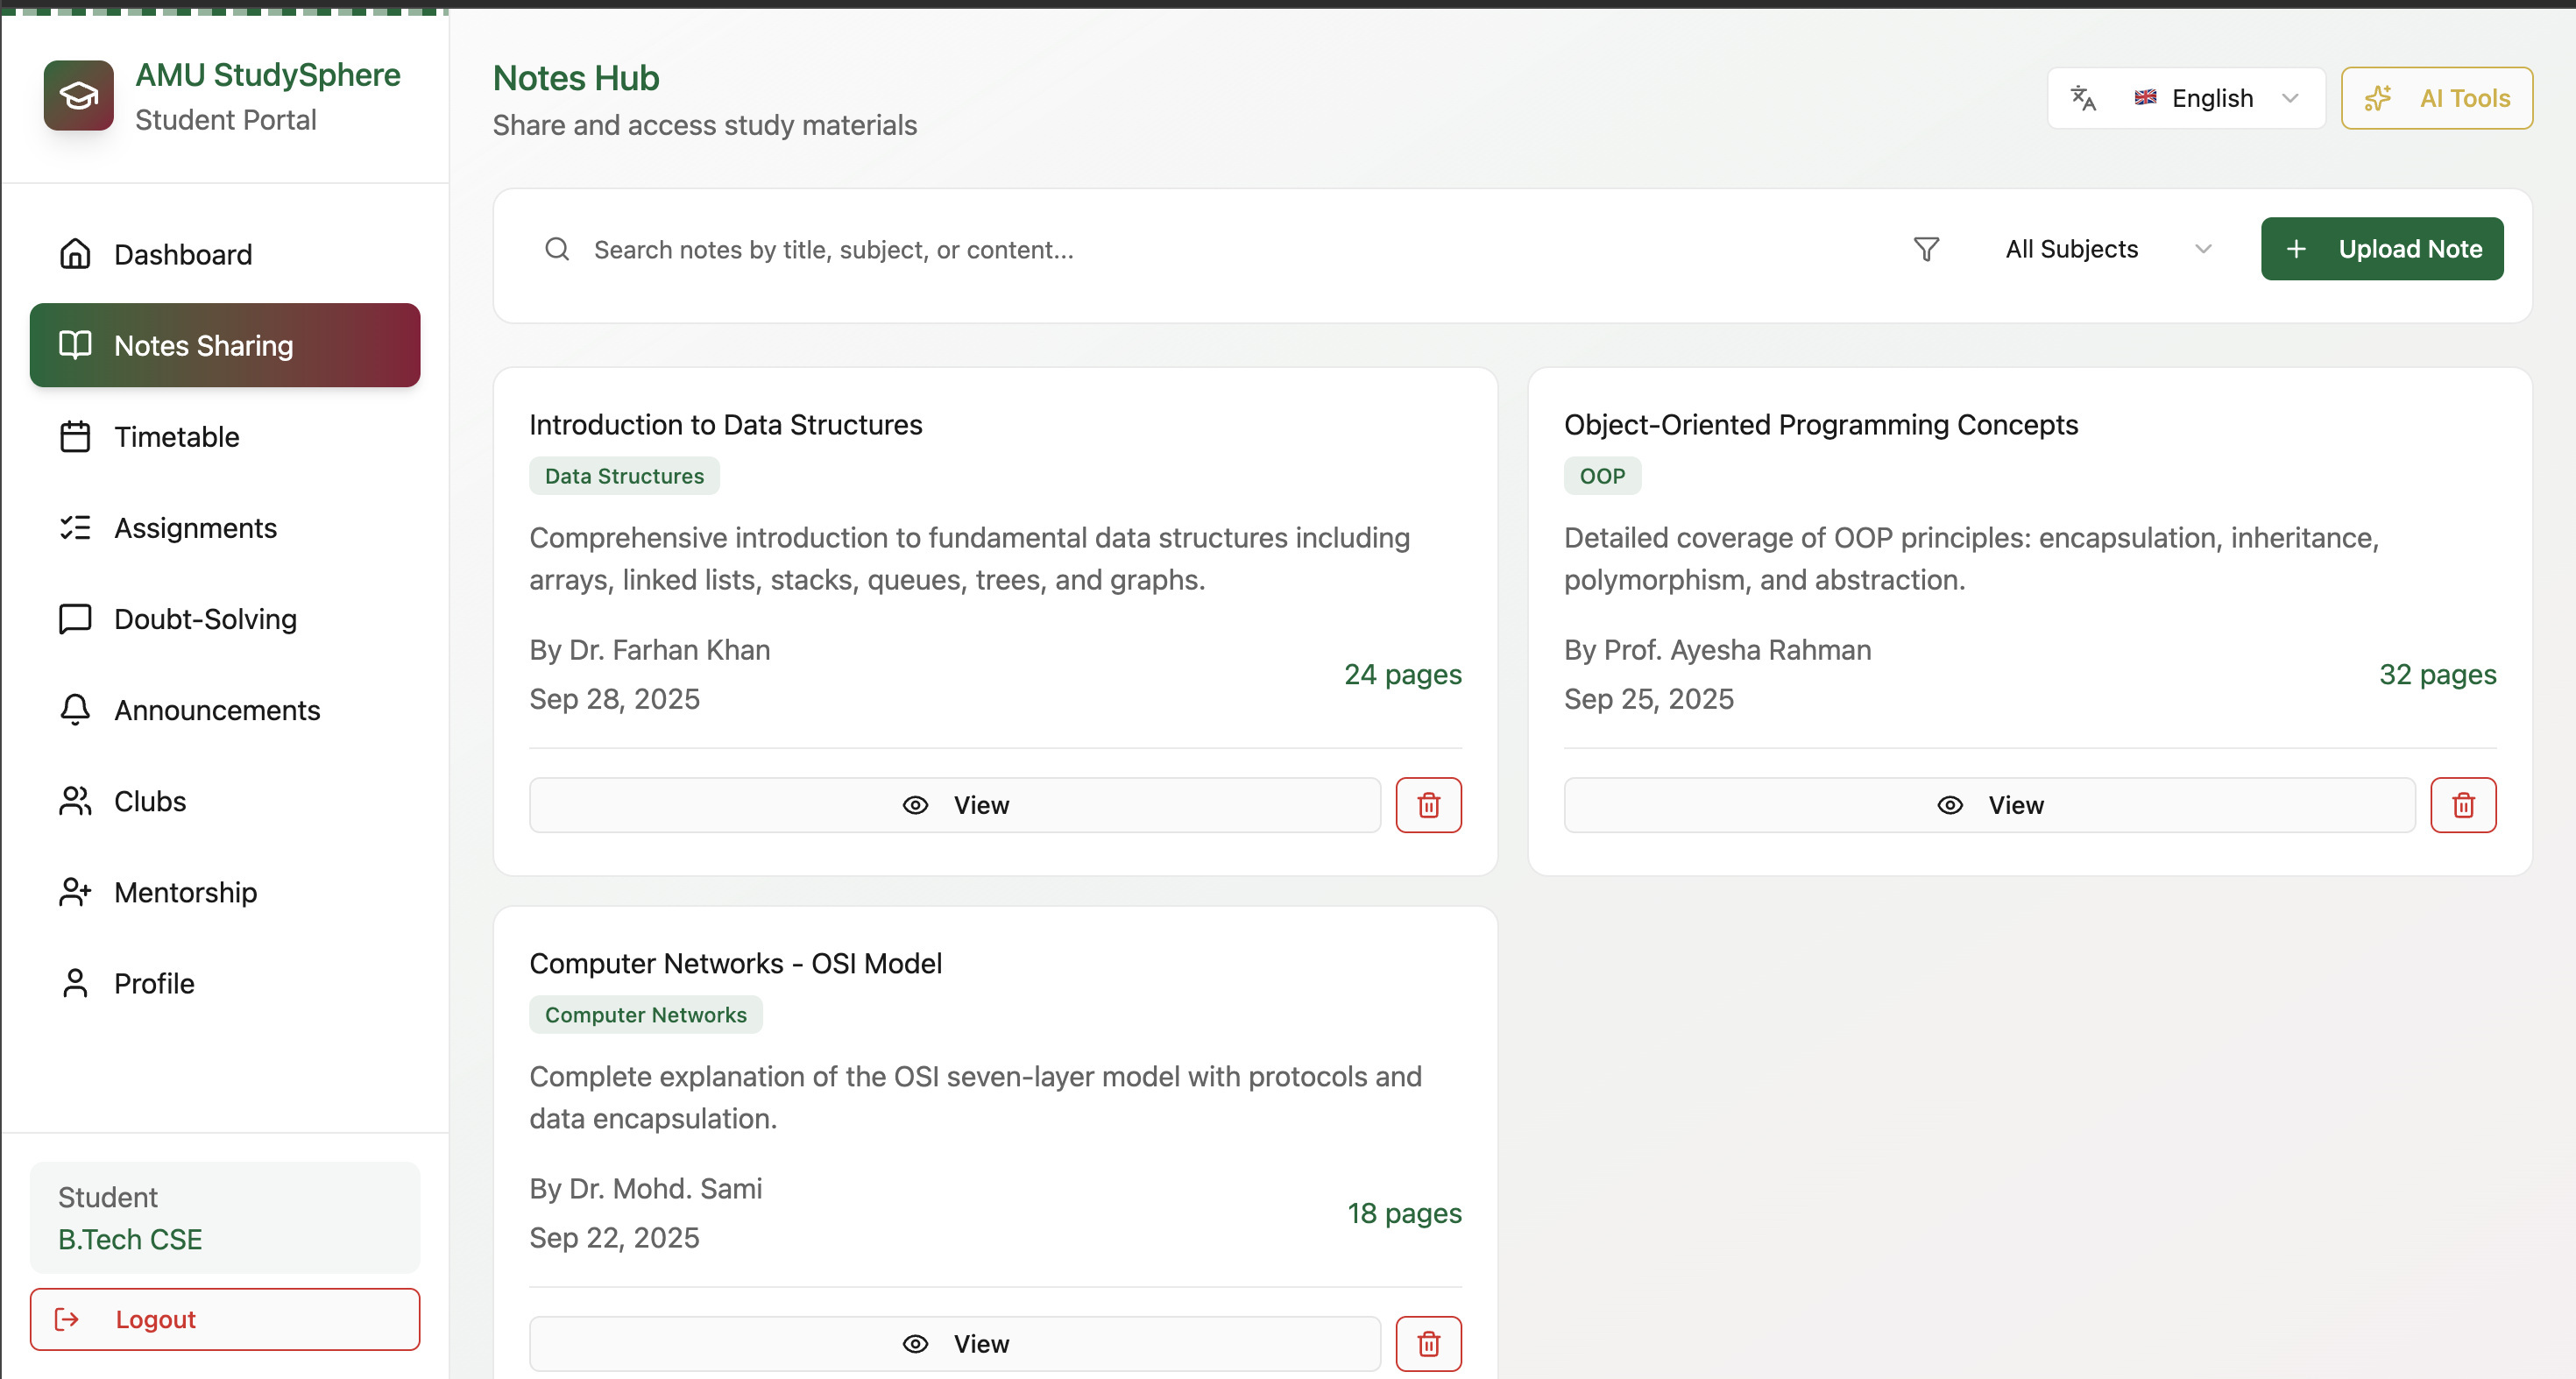 AMU StudySphere
Student Portal
Dashboard
Notes Sharing
Timetable
Assignments
Doubt-Solving
Announcements
Clubs
Mentorship
Profile
Student
B.Tech CSE
Logout
Notes Hub
Share and access study materials
English
AI Tools
Search notes by title, subject, or content...
All Subjects
Upload Note
Introduction to Data Structures
Data Structures
Comprehensive introduction to fundamental data structures including
arrays, linked lists, stacks, queues, trees, and graphs.
By Dr. Farhan Khan
Sep 28, 2025
24 pages
View
Object-Oriented Programming Concepts
OOP
Detailed coverage of OOP principles: encapsulation, inheritance,
polymorphism, and abstraction.
By Prof. Ayesha Rahman
Sep 25, 2025
32 pages
View
Computer Networks - OSI Model
Computer Networks
Complete explanation of the OSI seven-layer model with protocols and
data encapsulation.
By Dr. Mohd. Sami
Sep 22, 2025
18 pages
View